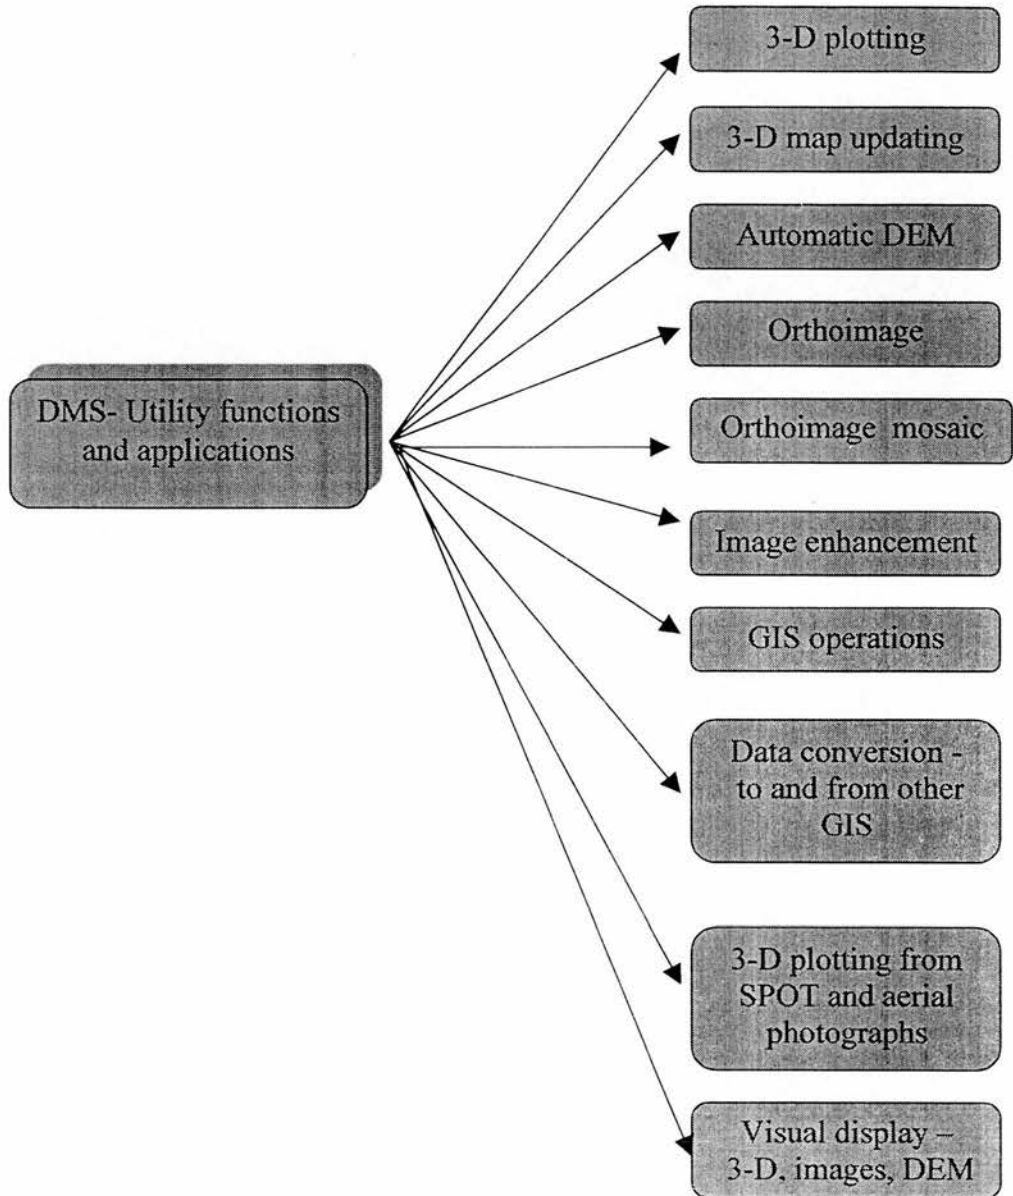 3-D plotting
3-D map updating
Automatic DEM
Orthoimage
DMS- Utility functions
and applications
Orthoimage mosaic
Image enhancement
GIS operations
Data conversion -
to and from other
GIS
3-D plotting from
SPOT and aerial
photographs
Visual display –
3-D, images, DEM